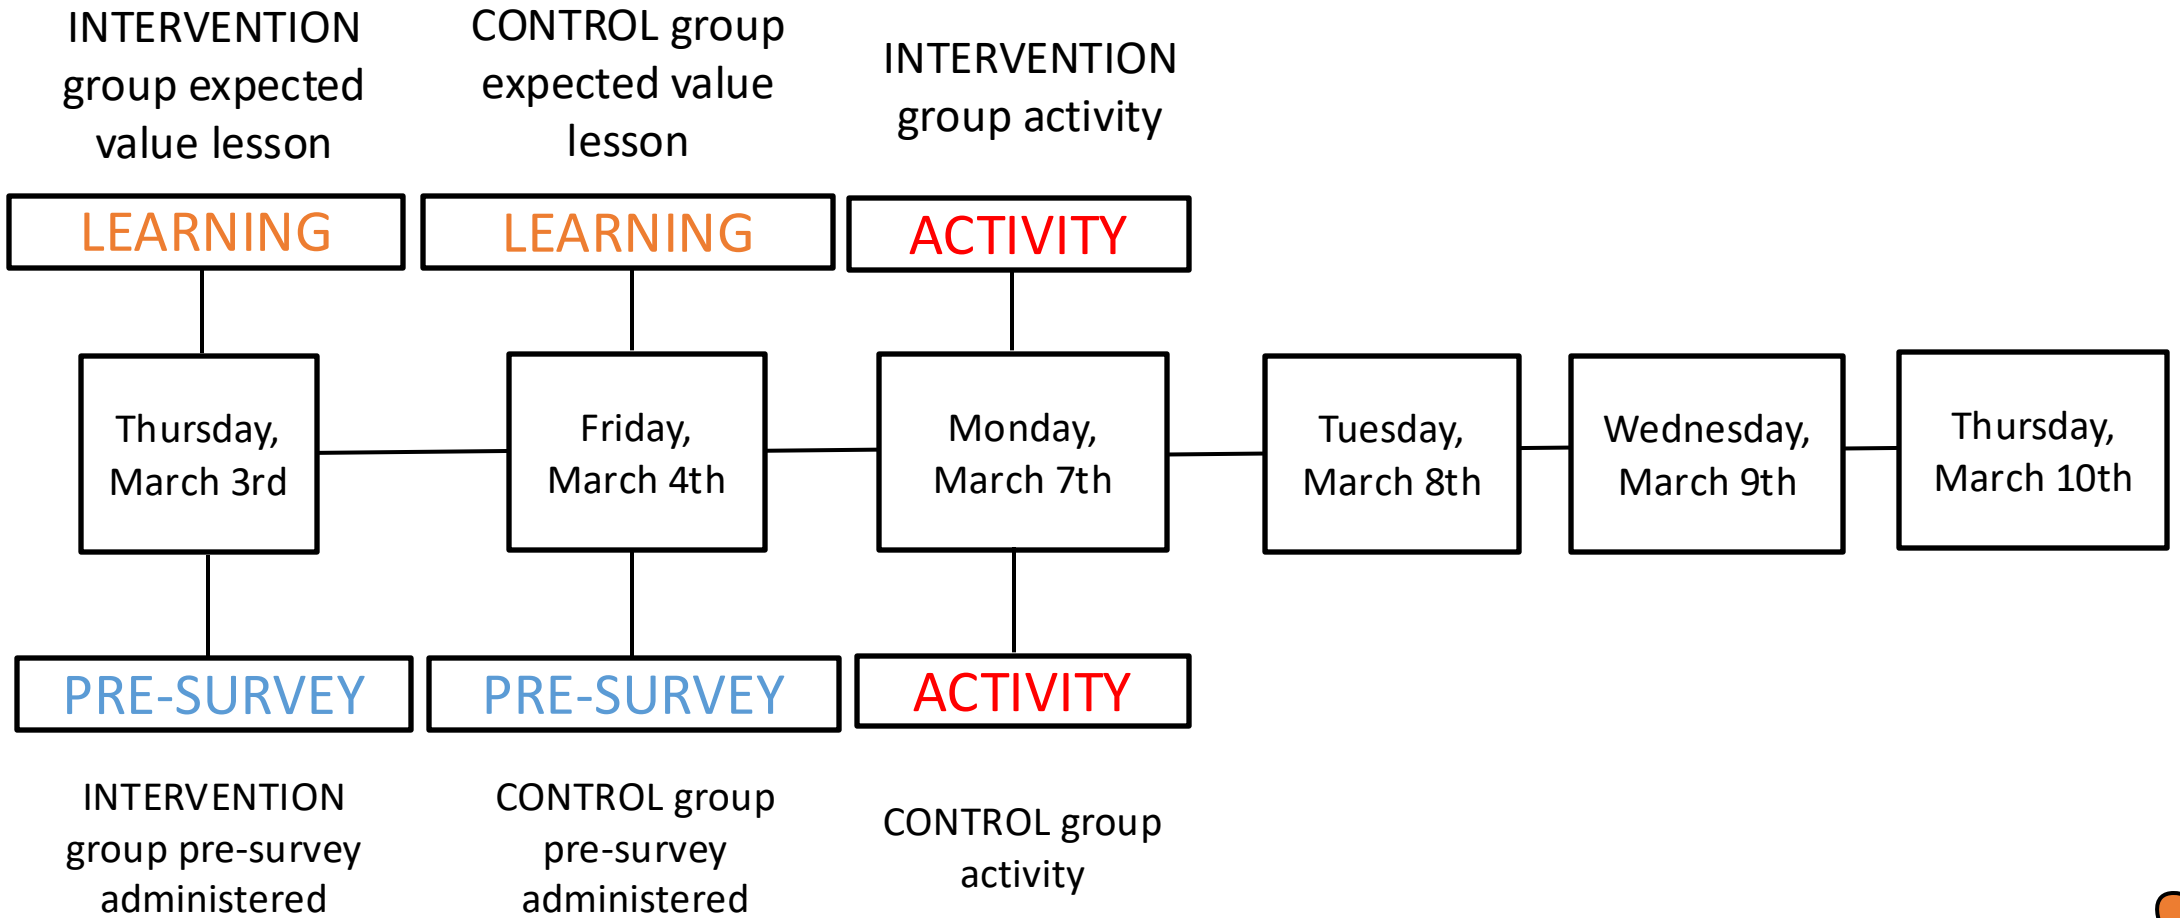 INTERVENTION
group expected
value lesson
CONTROL group
expected value
lesson
INTERVENTION
group activity
LEARNING
LEARNING
ACTIVITY
Thursday,
March 3rd
Friday,
March 4th
Monday,
March 7th
Tuesday,
March 8th
Wednesday,
March 9th
Thursday,
March 10th
PRE-SURVEY
PRE-SURVEY
ACTIVITY
INTERVENTION
group pre-survey
administered
CONTROL group
pre-survey
administered
CONTROL group
activity